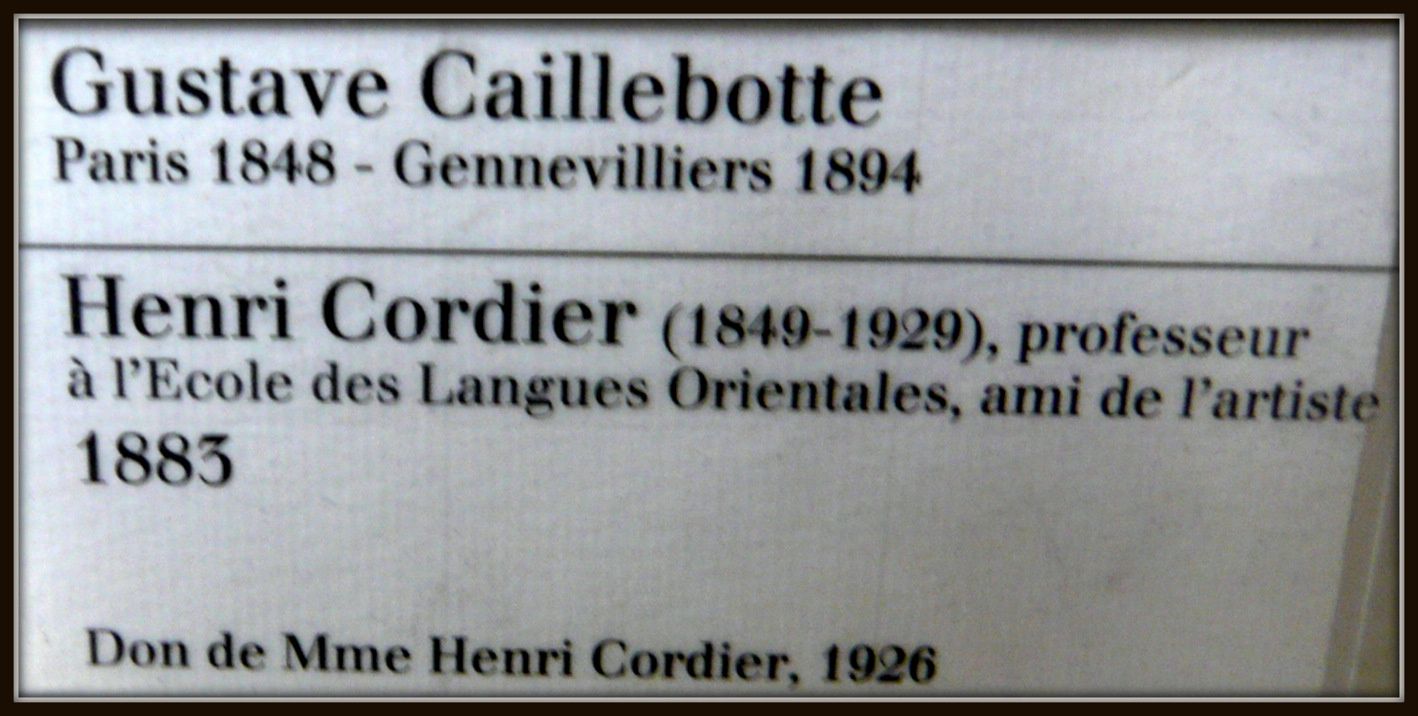 Gustave Caillebotte
Paris 1848 - Gennevilliers 1894
Henri Cordier (1849-1929), professeur
à l'Ecole des Langues Orientales, ami de l'artiste
1883
Don de Mme Henri Cordier, 1926